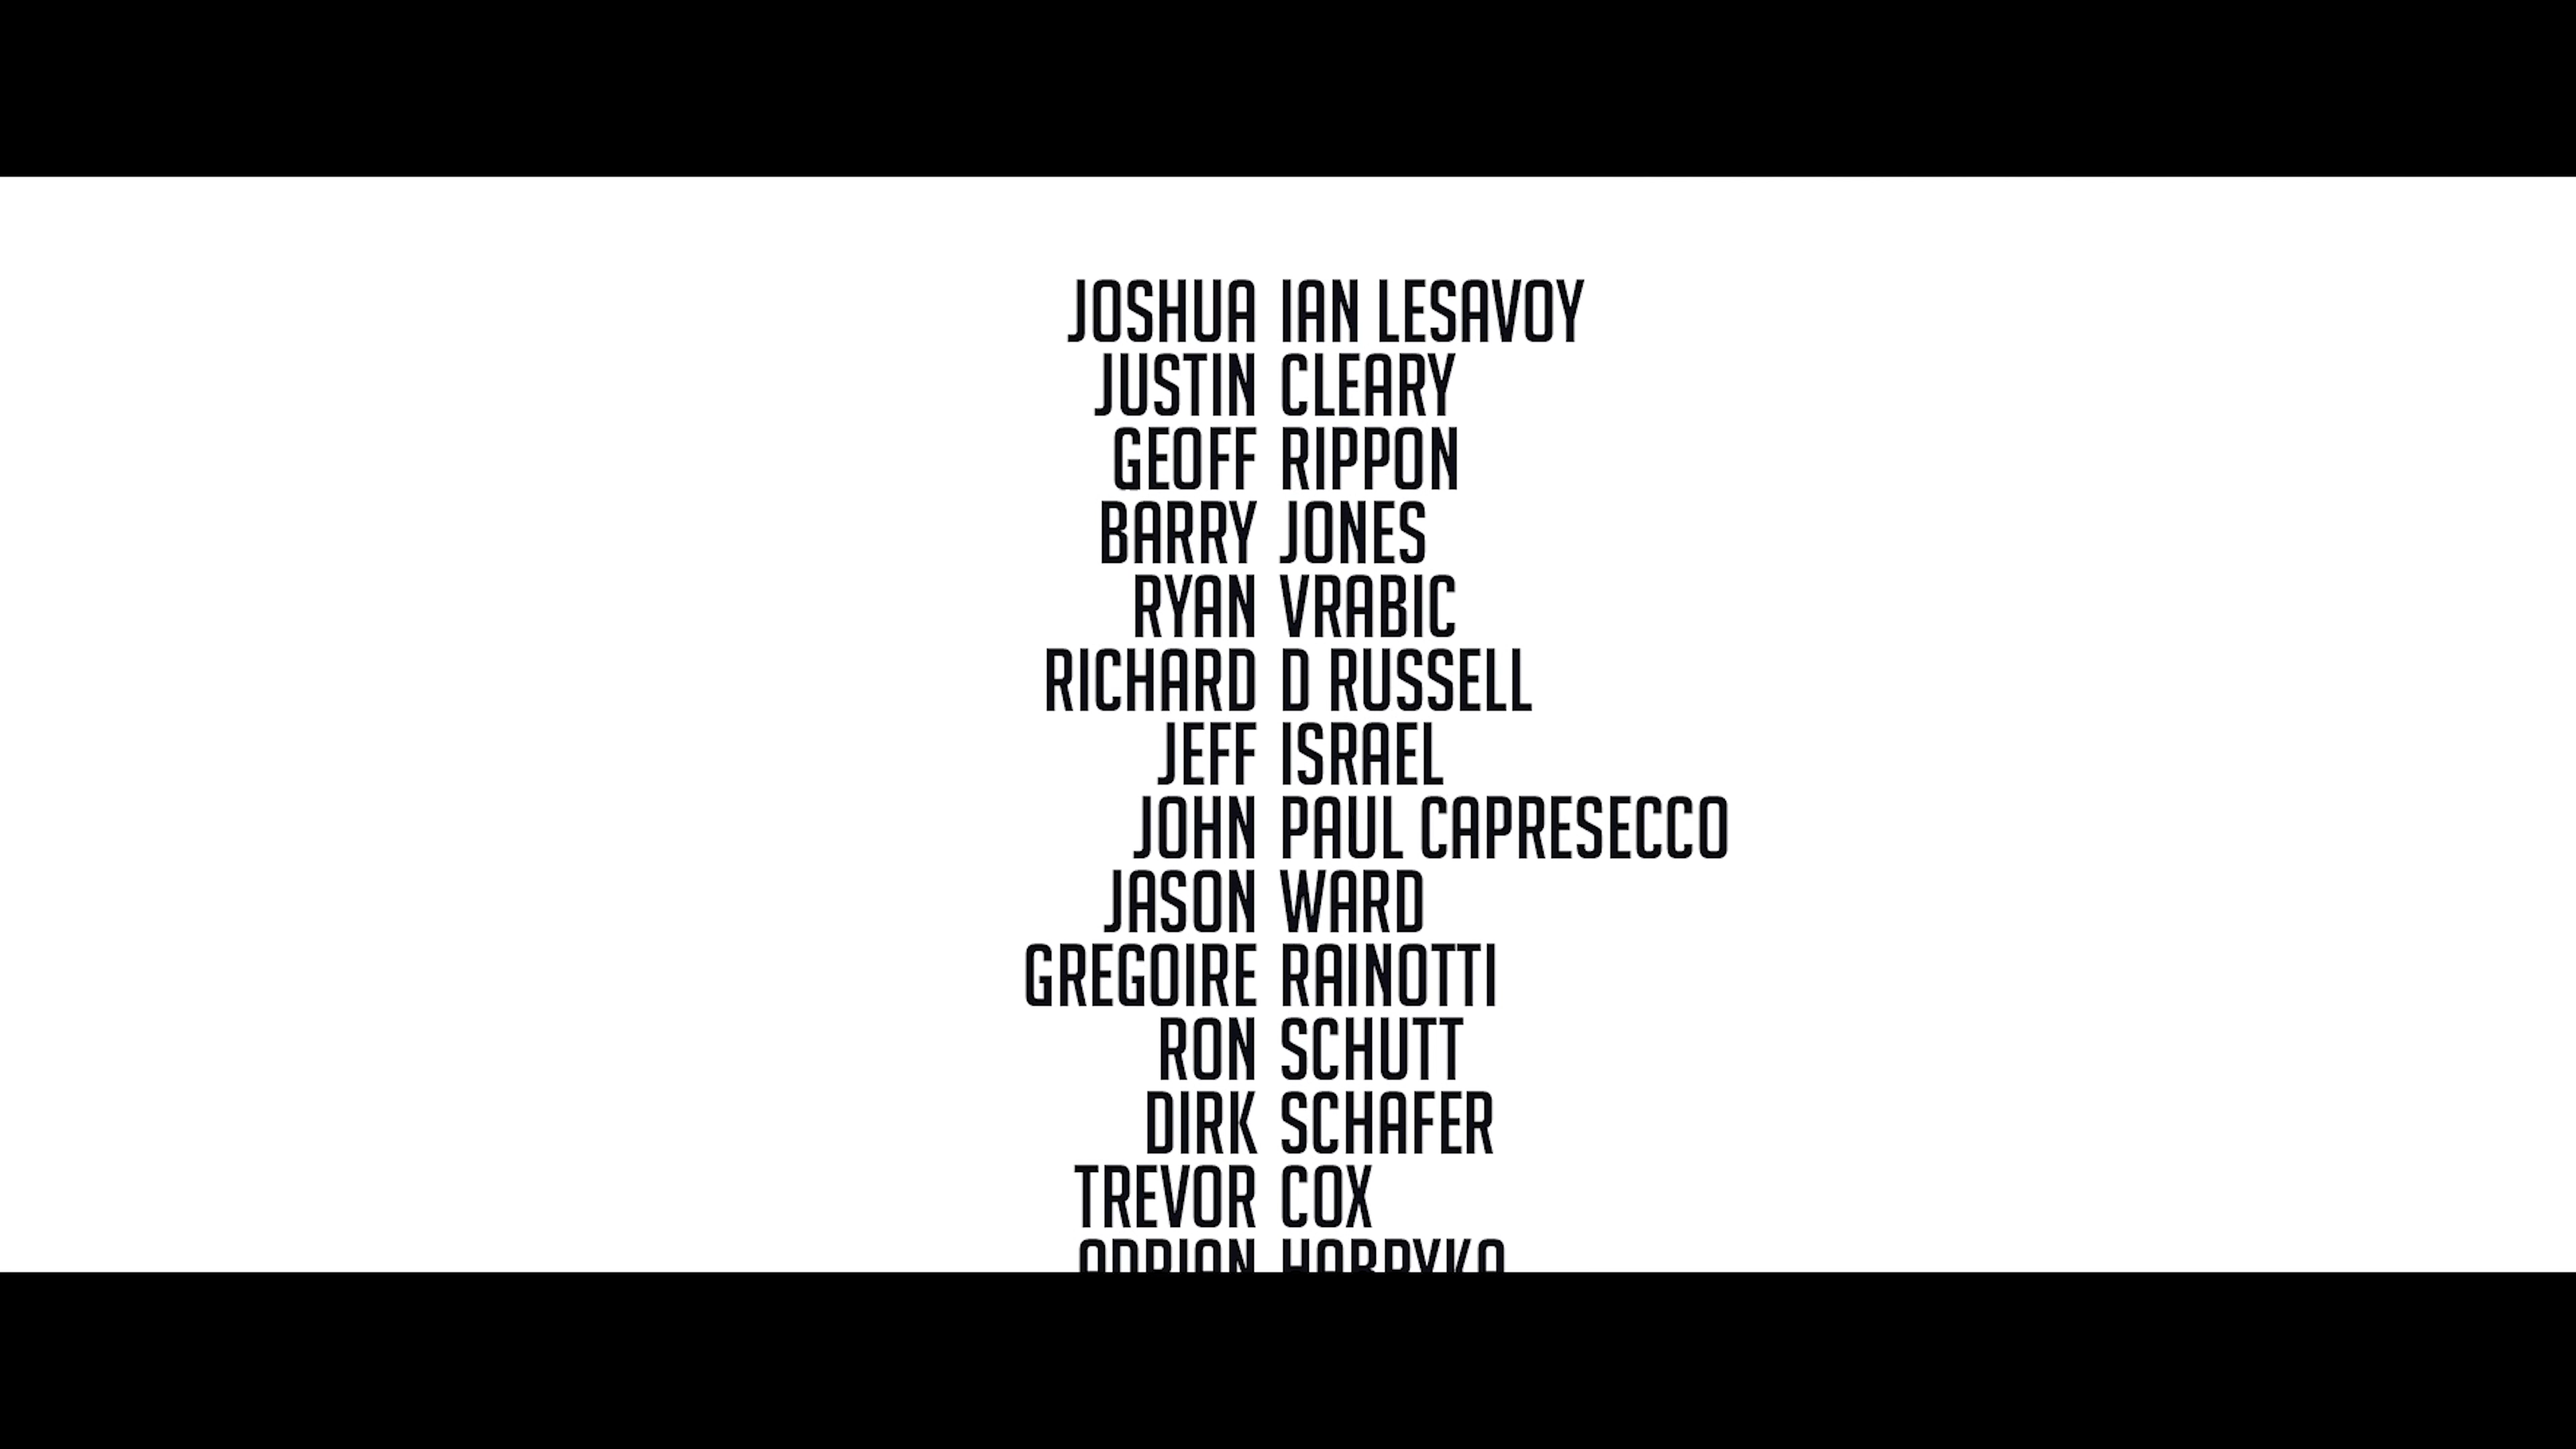 JOSHUA IAN LESAVOY
JUSTIN CLEARY
GEOFF RIPPON
BARRY JONES
RYAN VRABIC
RICHARD D RUSSELL
JEFF ISRAEL
JOHN PAUL CAPRESECCO
JASON WARD
GREGOIRE RAINOTTI
RON SCHUTT
DIRK SCHAFER
TREVOR COX
ADRIAN